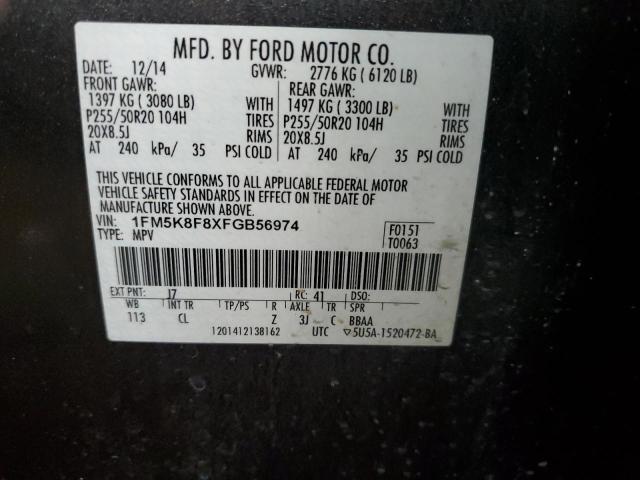 MFD. BY FORD MOTOR CO.
DATE: 12/14 GVWR: 2776 KG ( 6120 LB)
FRONT GAWR: REAR GAWR:
1397 KG ( 3080 LB) WITH 1497 KG ( 3300 LB) WITH
P255/50R20 104H TIRES P255/50R20 104H TIRES
20X8.5J RIMS 20X8.5J RIMS
AT 240 kPa/ 35 PSI COLD AT 240 kPa/ 35 PSI COLD
THIS VEHICLE CONFORMS TO ALL APPLICABLE FEDERAL MOTOR
VEHICLE SAFETY STANDARDS IN EFFECT ON THE DATE OF
MANUFACTURE SHOWN ABOVE.
VIN: 1FM5K8F8XFGB56974 F0151
TYPE: MPV T0063
EXT PNT: J7 RC: 41 DSO:
WB INT TR TP/PS R AXLE TR SPR
113 CL Z 3J C BBAA
1201412138162 UTC ▽5U5A-1520472-BA